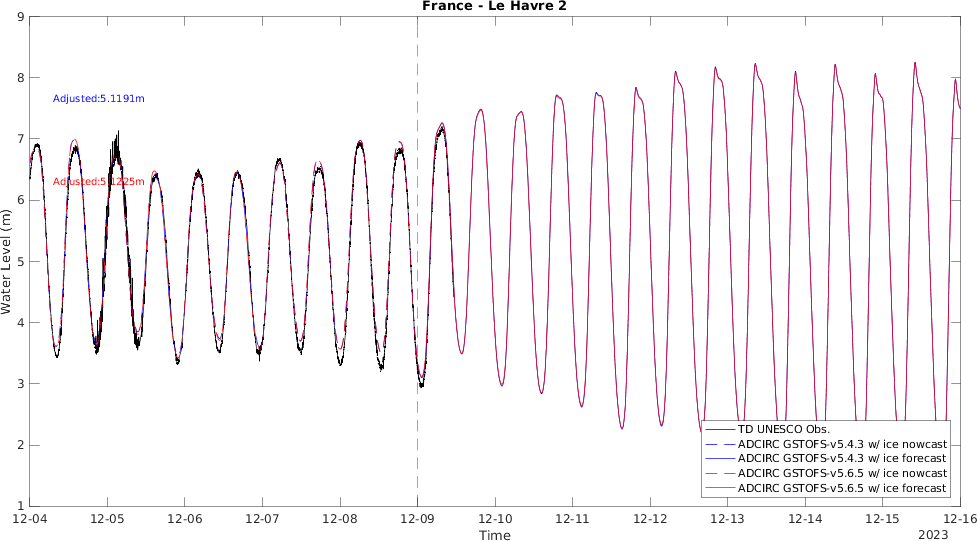 France - Le Havre 2
9
8
7
6
5
4
3
2
1
Water Level (m)
Adjusted:5.1191m
Adjusted:5.1225m
TD UNESCO Obs.
ADCIRC GSTOFS-v5.4.3 w/ ice nowcast
ADCIRC GSTOFS-v5.4.3 w/ ice forecast
ADCIRC GSTOFS-v5.6.5 w/ ice nowcast
ADCIRC GSTOFS-v5.6.5 w/ ice forecast
12-04 12-05 12-06 12-07 12-08 12-09 12-10 12-11 12-12 12-13 12-14 12-15 12-16
Time
2023